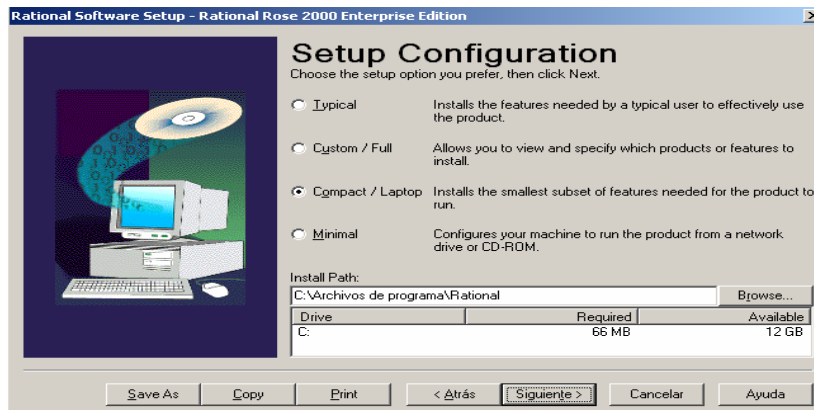 Rational Software Setup - Rational Rose 2000 Enterprise Edition
Setup Configuration
Choose the setup option you prefer, then click Next.
Typical Installs the features needed by a typical user to effectively use
the product.
Custom / Full Allows you to view and specify which products or features to
install.
Compact / Laptop Installs the smallest subset of features needed for the product to
run.
Minimal Configures your machine to run the product from a network
drive or CD-ROM.
Install Path:
C:\Archivos de programa\Rational Browse...
Drive Required Available
C: 66 MB 12 GB
Save As Copy Print < Atrás Siguiente > Cancelar Ayuda